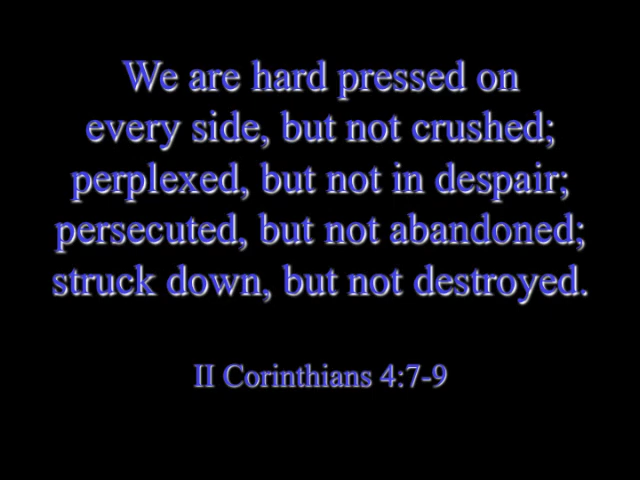 We are hard pressed on
every side, but not crushed;
perplexed, but not in despair;
persecuted, but not abandoned;
struck down, but not destroyed.
II Corinthians 4:7-9